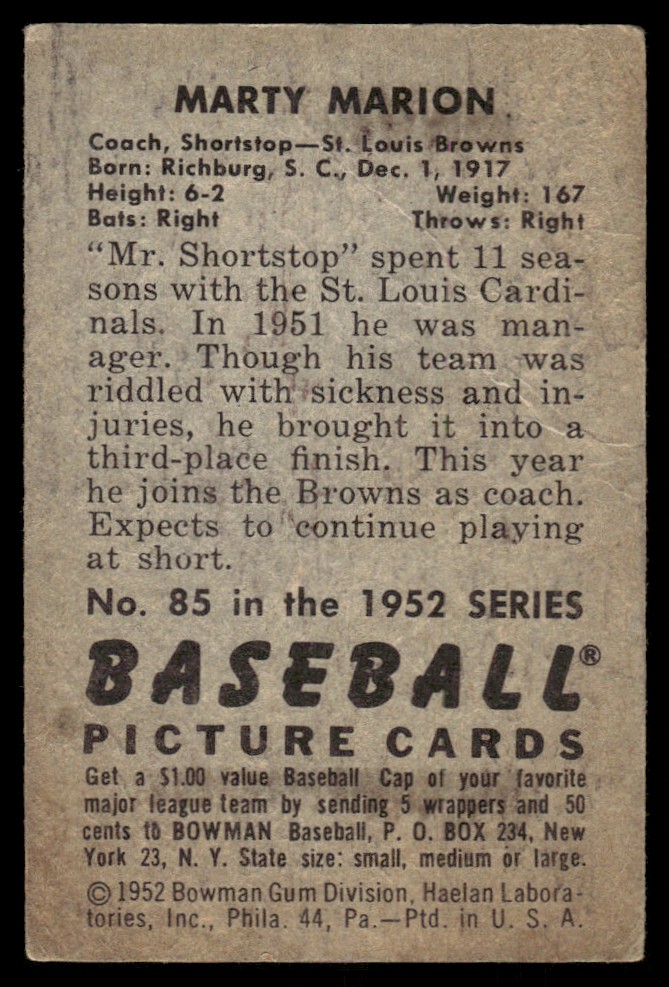 MARTY MARION
Coach, Shortstop—St. Louis Browns
Born: Richburg, S. C., Dec. 1, 1917
Height: 6-2 Weight: 167
Bats: Right Throws: Right
"Mr. Shortstop" spent 11 sea-
sons with the St. Louis Cardi-
nals. In 1951 he was man-
ager. Though his team was
riddled with sickness and in-
juries, he brought it into a
third-place finish. This year
he joins the Browns as coach.
Expects to continue playing
at short.
No. 85 in the 1952 SERIES
BASEBALL®
PICTURE CARDS
Get a $1.00 value Baseball Cap of your favorite
major league team by sending 5 wrappers and 50
cents to BOWMAN Baseball, P. O. BOX 234, New
York 23, N. Y. State size: small, medium or large.
© 1952 Bowman Gum Division, Haelan Labora-
tories, Inc., Phila. 44, Pa.—Ptd. in U. S. A.